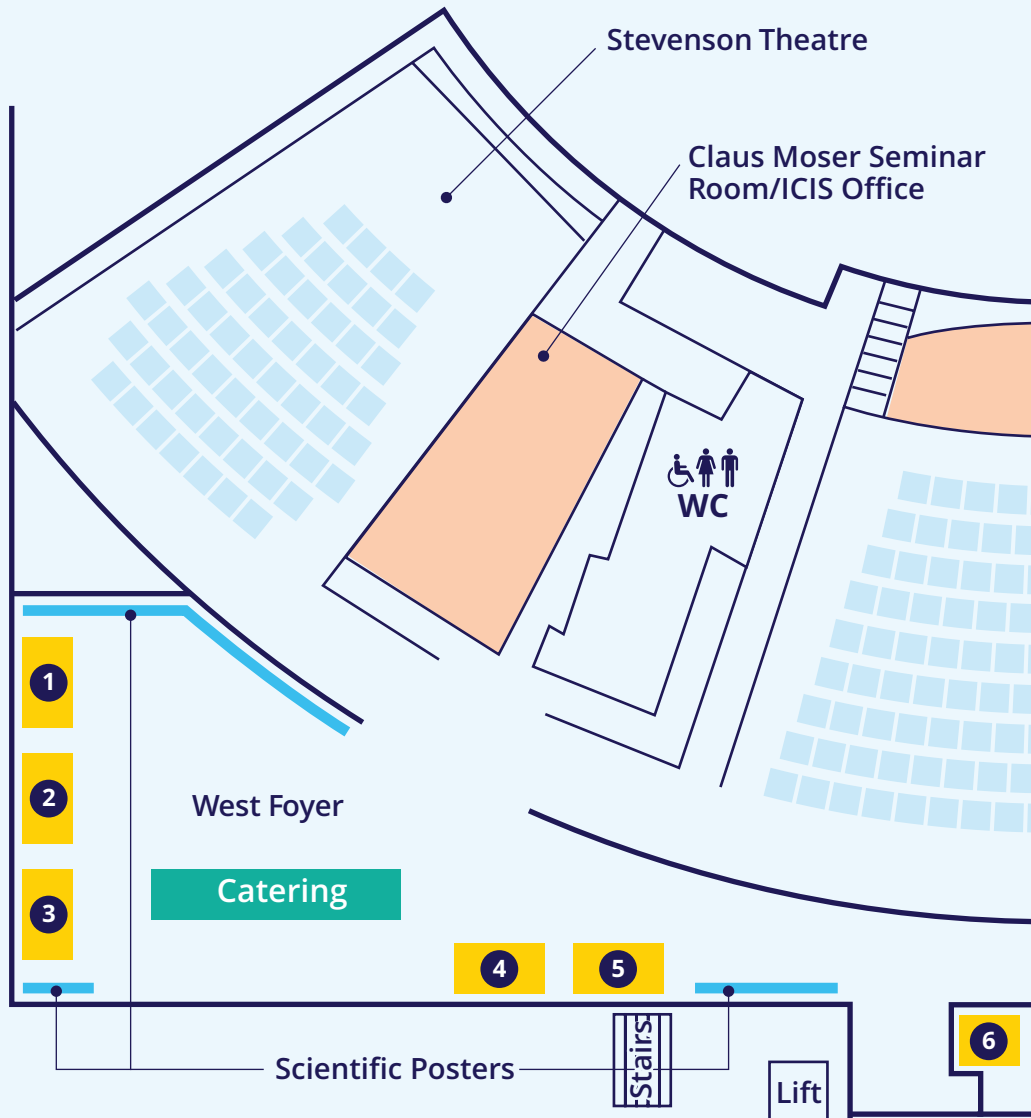 Stevenson Theatre
Claus Moser Seminar
Room/ICIS Office
WC
1
2
West Foyer
3
Catering
4
5
6
Scientific Posters
Stairs
Lift